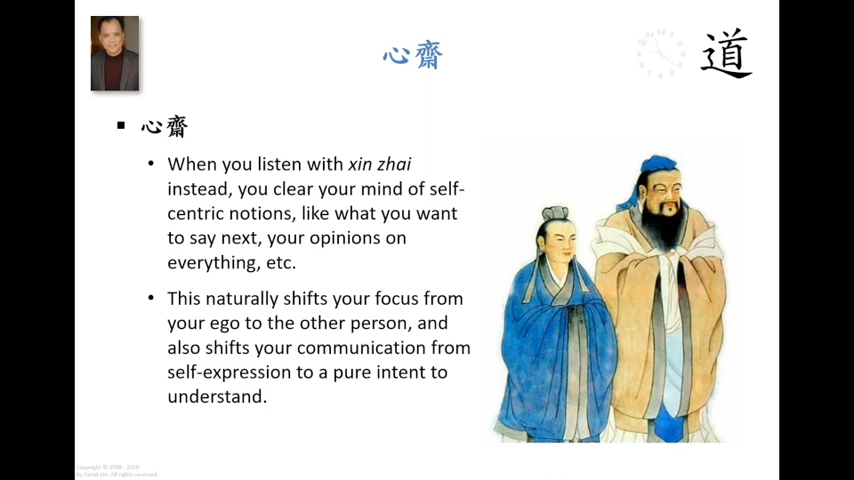 心齋
道
心齋
When you listen with xin zhai
instead, you clear your mind of self-
centric notions, like what you want
to say next, your opinions on
everything, etc.
This naturally shifts your focus from
your ego to the other person, and
also shifts your communication from
self-expression to a pure intent to
understand.
Copyright © 1998 - 2019
by Derek Lin. All rights reserved.